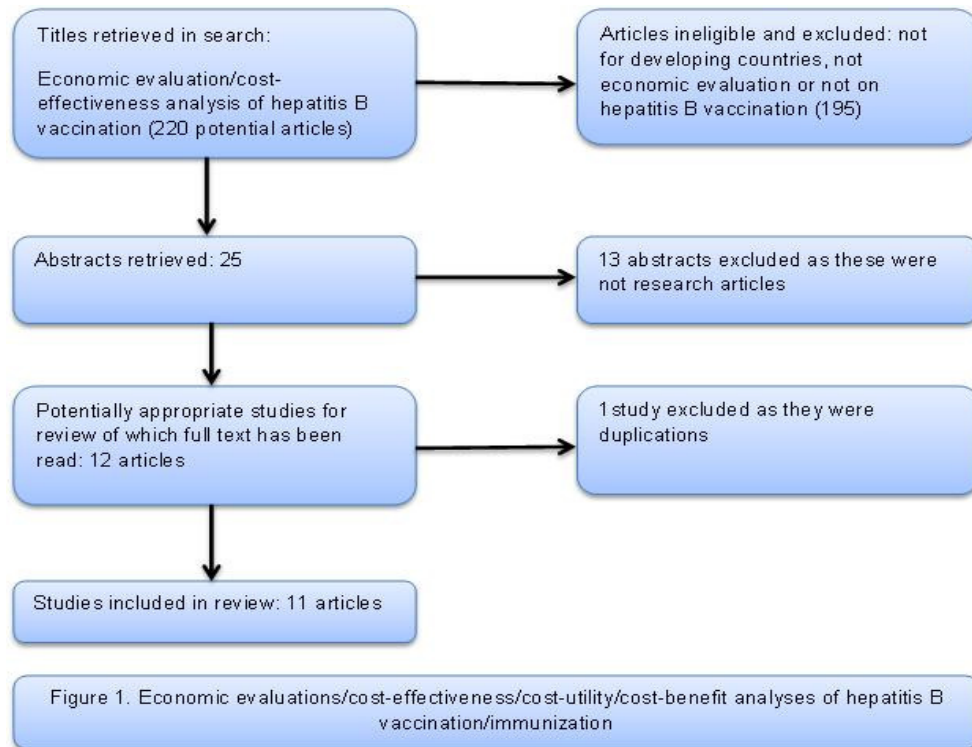 Titles retrieved in search:
Economic evaluation/cost-
effectiveness analysis of hepatitis B
vaccination (220 potential articles)
Articles ineligible and excluded: not
for developing countries, not
economic evaluation or not on
hepatitis B vaccination (195)
Abstracts retrieved: 25
13 abstracts excluded as these were
not research articles
Potentially appropriate studies for
review of which full text has been
read: 12 articles
1study excluded as they were
duplications
Studies included in review: 11 articles
Figure 1. Economic evaluations/cost-effectiveness/cost-utility/cost-benefit analyses of hepatitis B
vaccination/immunization